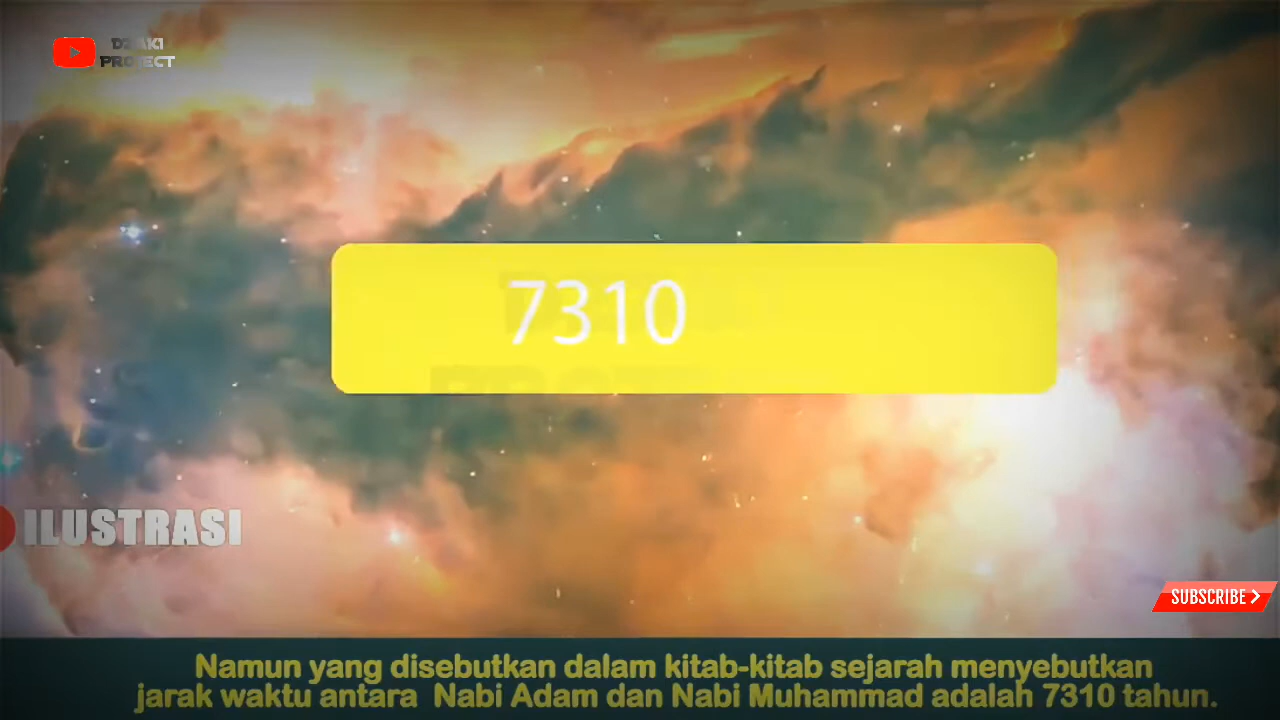 DZAKI
PROJECT
7310
ILUSTRASI
SUBSCRIBE
Namun yang disebutkan dalam kitab-kitab sejarah menyebutkan
jarak waktu antara Nabi Adam dan Nabi Muhammad adalah 7310 tahun.